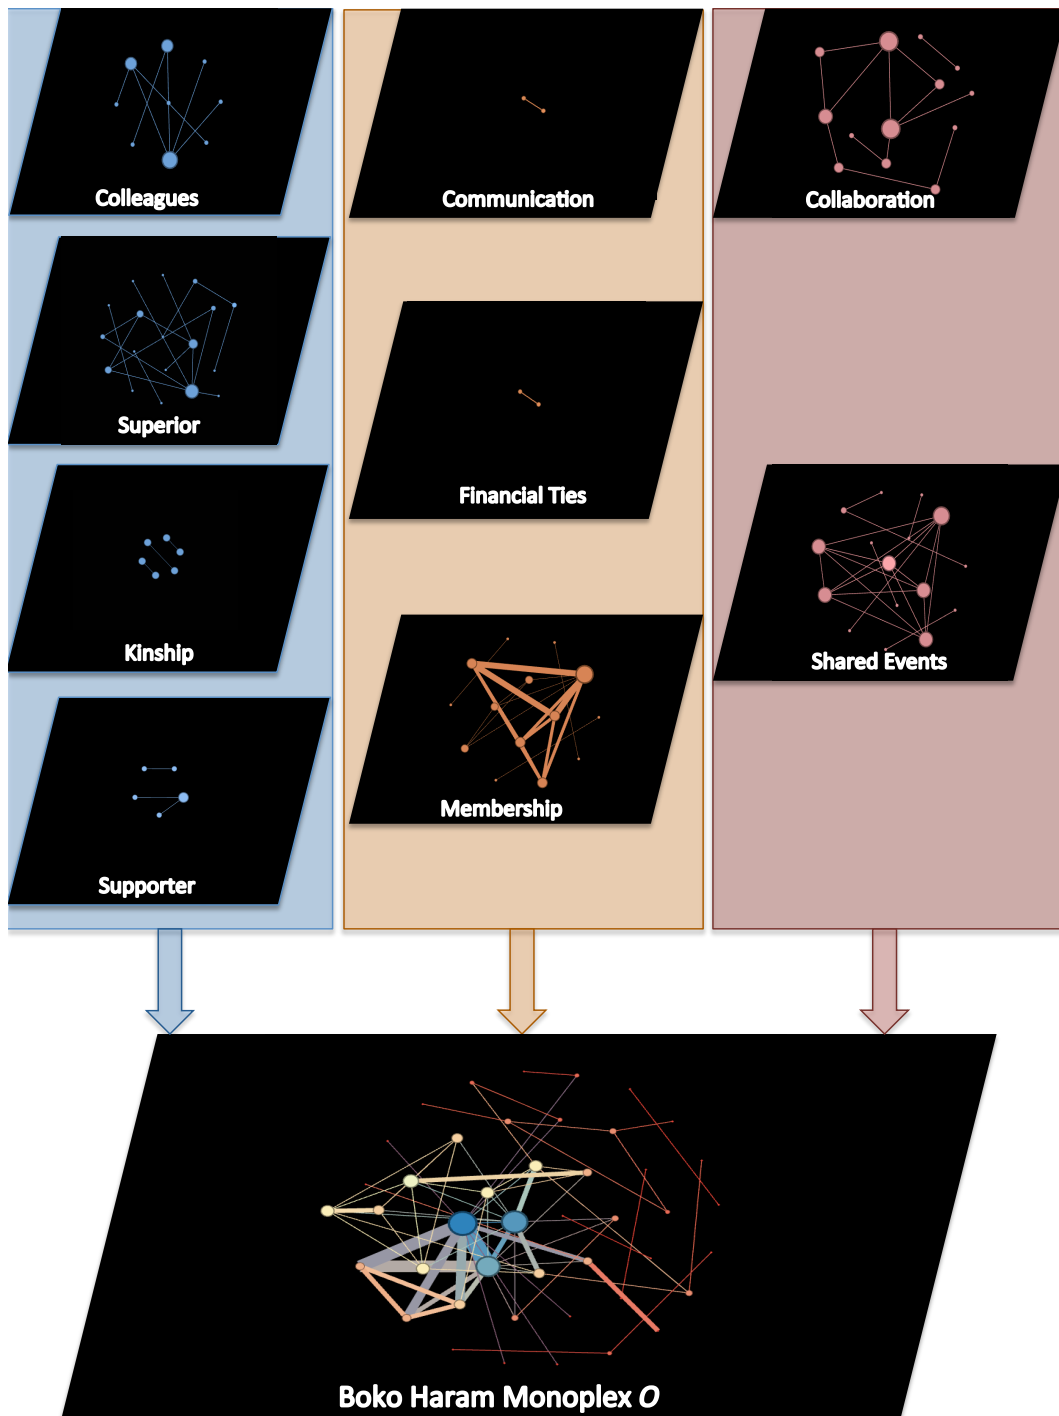 Colleagues
Communication
Collaboration
Superior
Financial Ties
Kinship
Shared Events
Membership
Supporter
Boko Haram Monoplex O